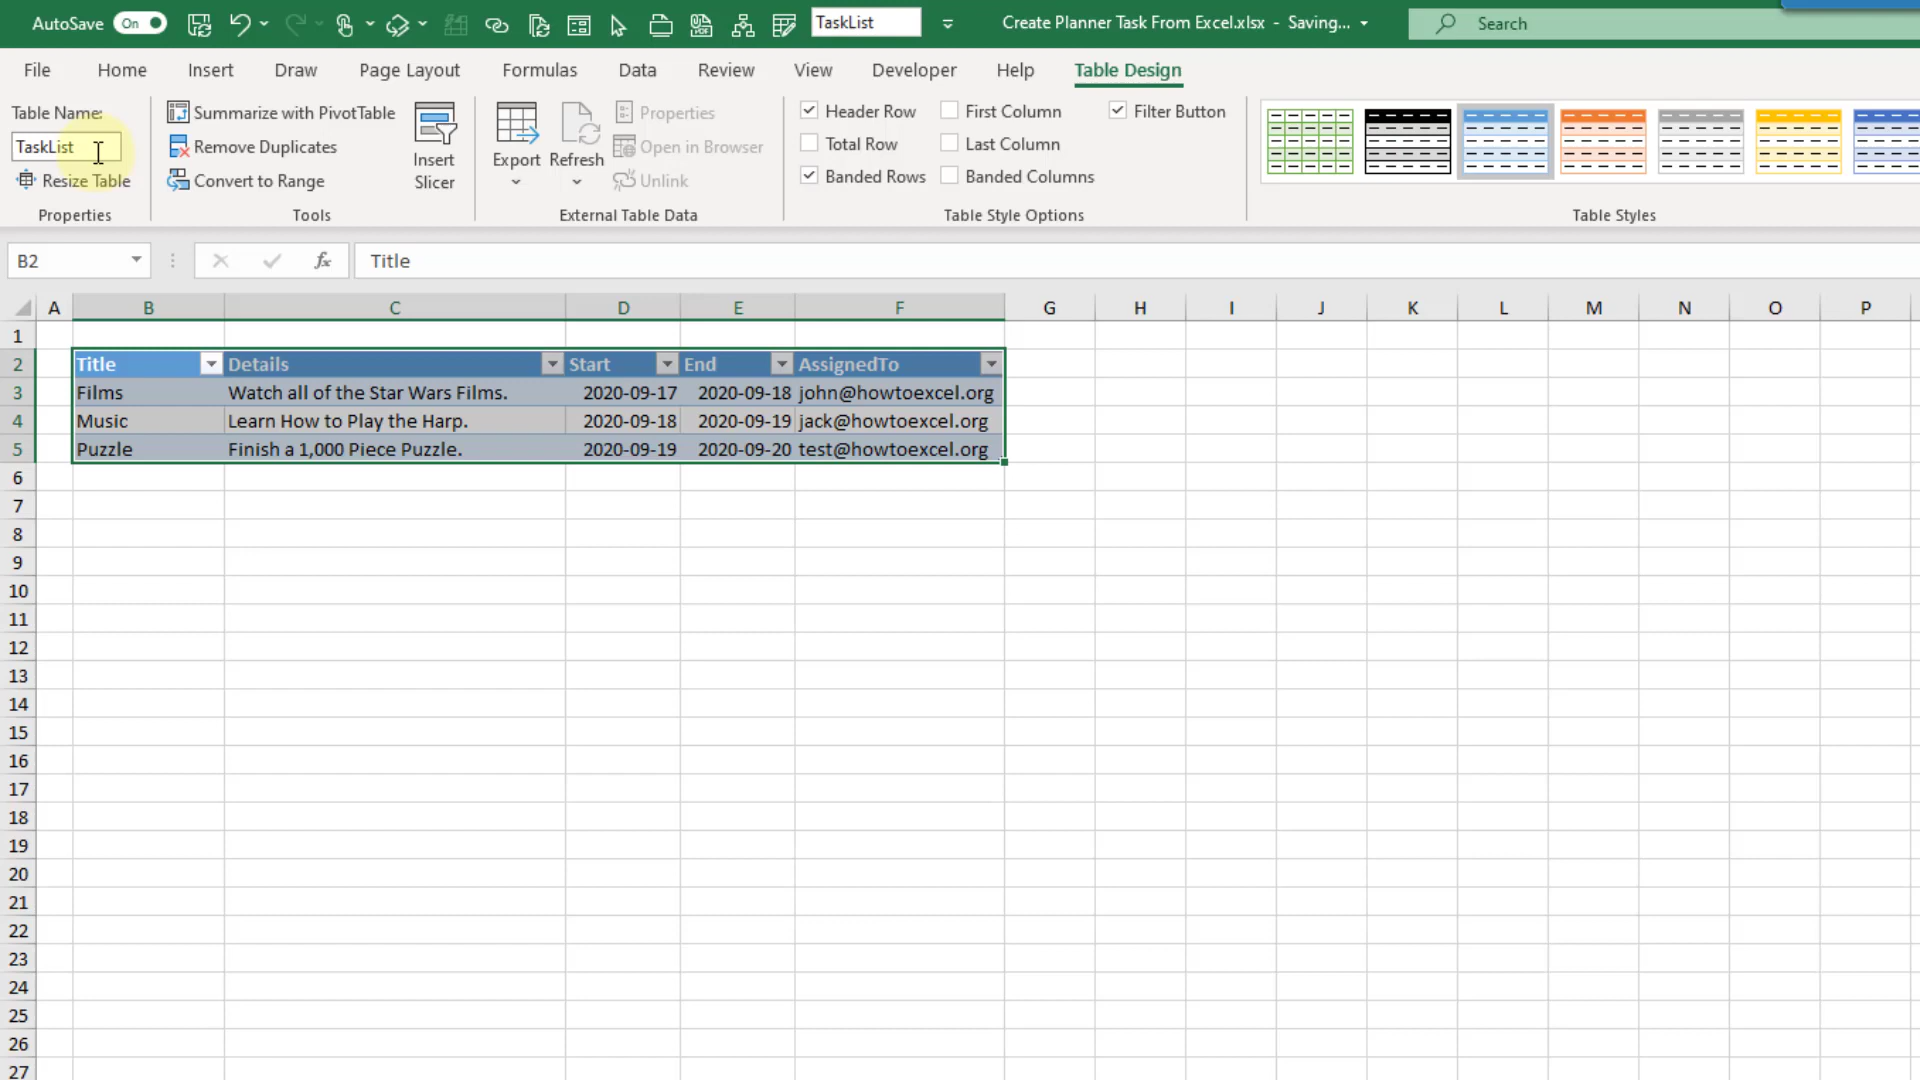 AutoSave On TaskList Create Planner Task From Excel.xlsx - Saving... Search
File Home Insert Draw Page Layout Formulas Data Review View Developer Help Table Design
Table Name:
TaskList
Resize Table
Properties
Summarize with PivotTable
Remove Duplicates
Convert to Range
Insert
Slicer
Tools
Export
Refresh
Properties
Open in Browser
Unlink
External Table Data
Header Row First Column Filter Button
Total Row Last Column
Banded Rows Banded Columns
Table Style Options
Table Styles
B2 fx Title
A B C D E F G H I J K L M N O P
1
2 Title Details Start End AssignedTo
3 Films Watch all of the Star Wars Films. 2020-09-17 2020-09-18 john@howtoexcel.org
4 Music Learn How to Play the Harp. 2020-09-18 2020-09-19 jack@howtoexcel.org
5 Puzzle Finish a 1,000 Piece Puzzle. 2020-09-19 2020-09-20 test@howtoexcel.org
6
7
8
9
10
11
12
13
14
15
16
17
18
19
20
21
22
23
24
25
26
27